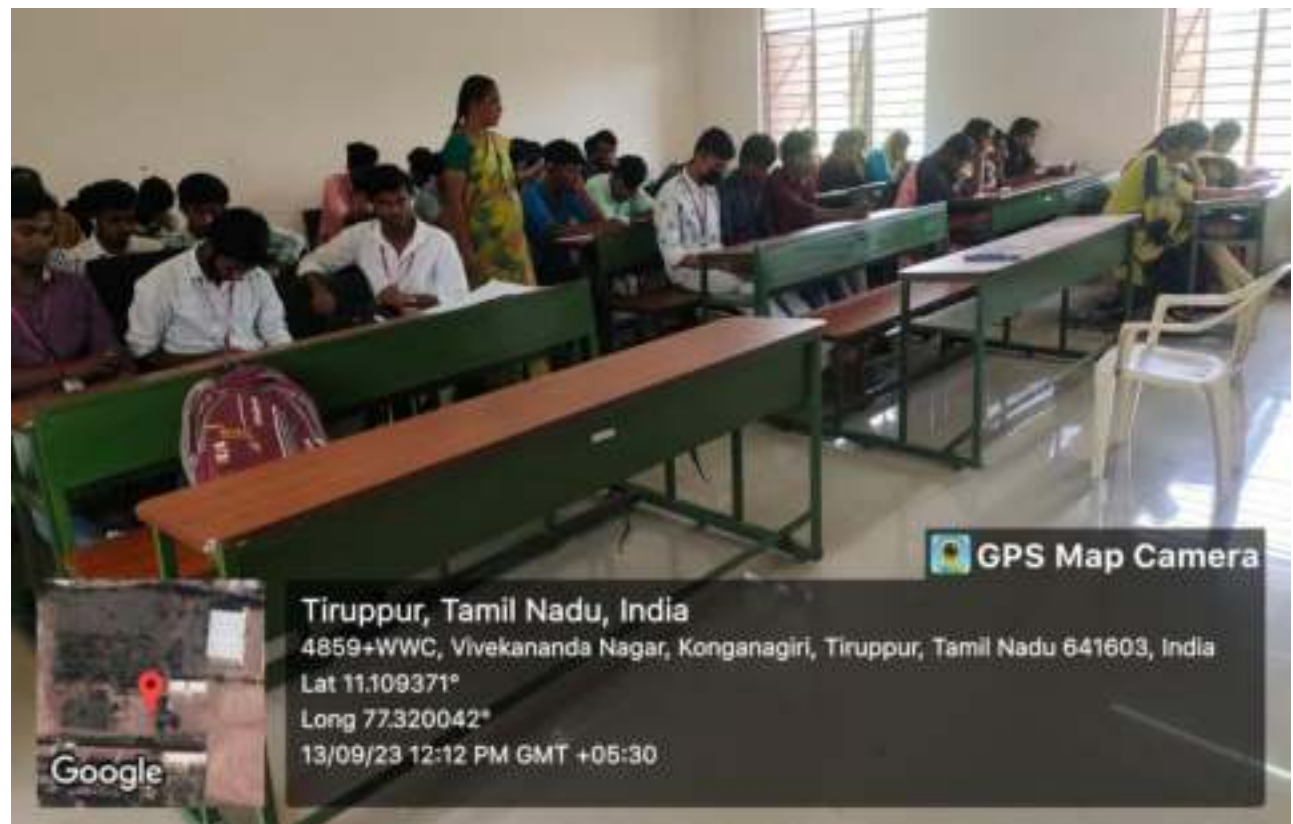 GPS Map Camera
Tiruppur, Tamil Nadu, India
4859+WWC, Vivekananda Nagar, Konganagiri, Tiruppur, Tamil Nadu 641603, India
Lat 11.109371°
Long 77.320042°
13/09/23 12:12 PM GMT +05:30
Google